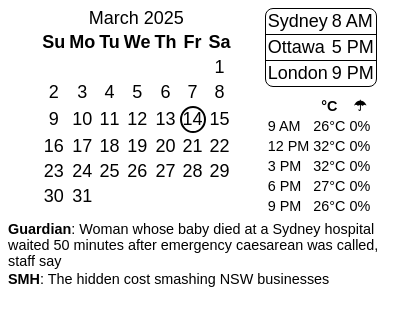 March 2025
Su Mo Tu We Th Fr Sa
1
2 3 4 5 6 7 8
9 10 11 12 13 14 15
16 17 18 19 20 21 22
23 24 25 26 27 28 29
30 31
Sydney 8 AM
Ottawa 5 PM
London 9 PM
°C ☂
9 AM 26°C 0%
12 PM 32°C 0%
3 PM 32°C 0%
6 PM 27°C 0%
9 PM 26°C 0%
Guardian: Woman whose baby died at a Sydney hospital
waited 50 minutes after emergency caesarean was called,
staff say
SMH: The hidden cost smashing NSW businesses